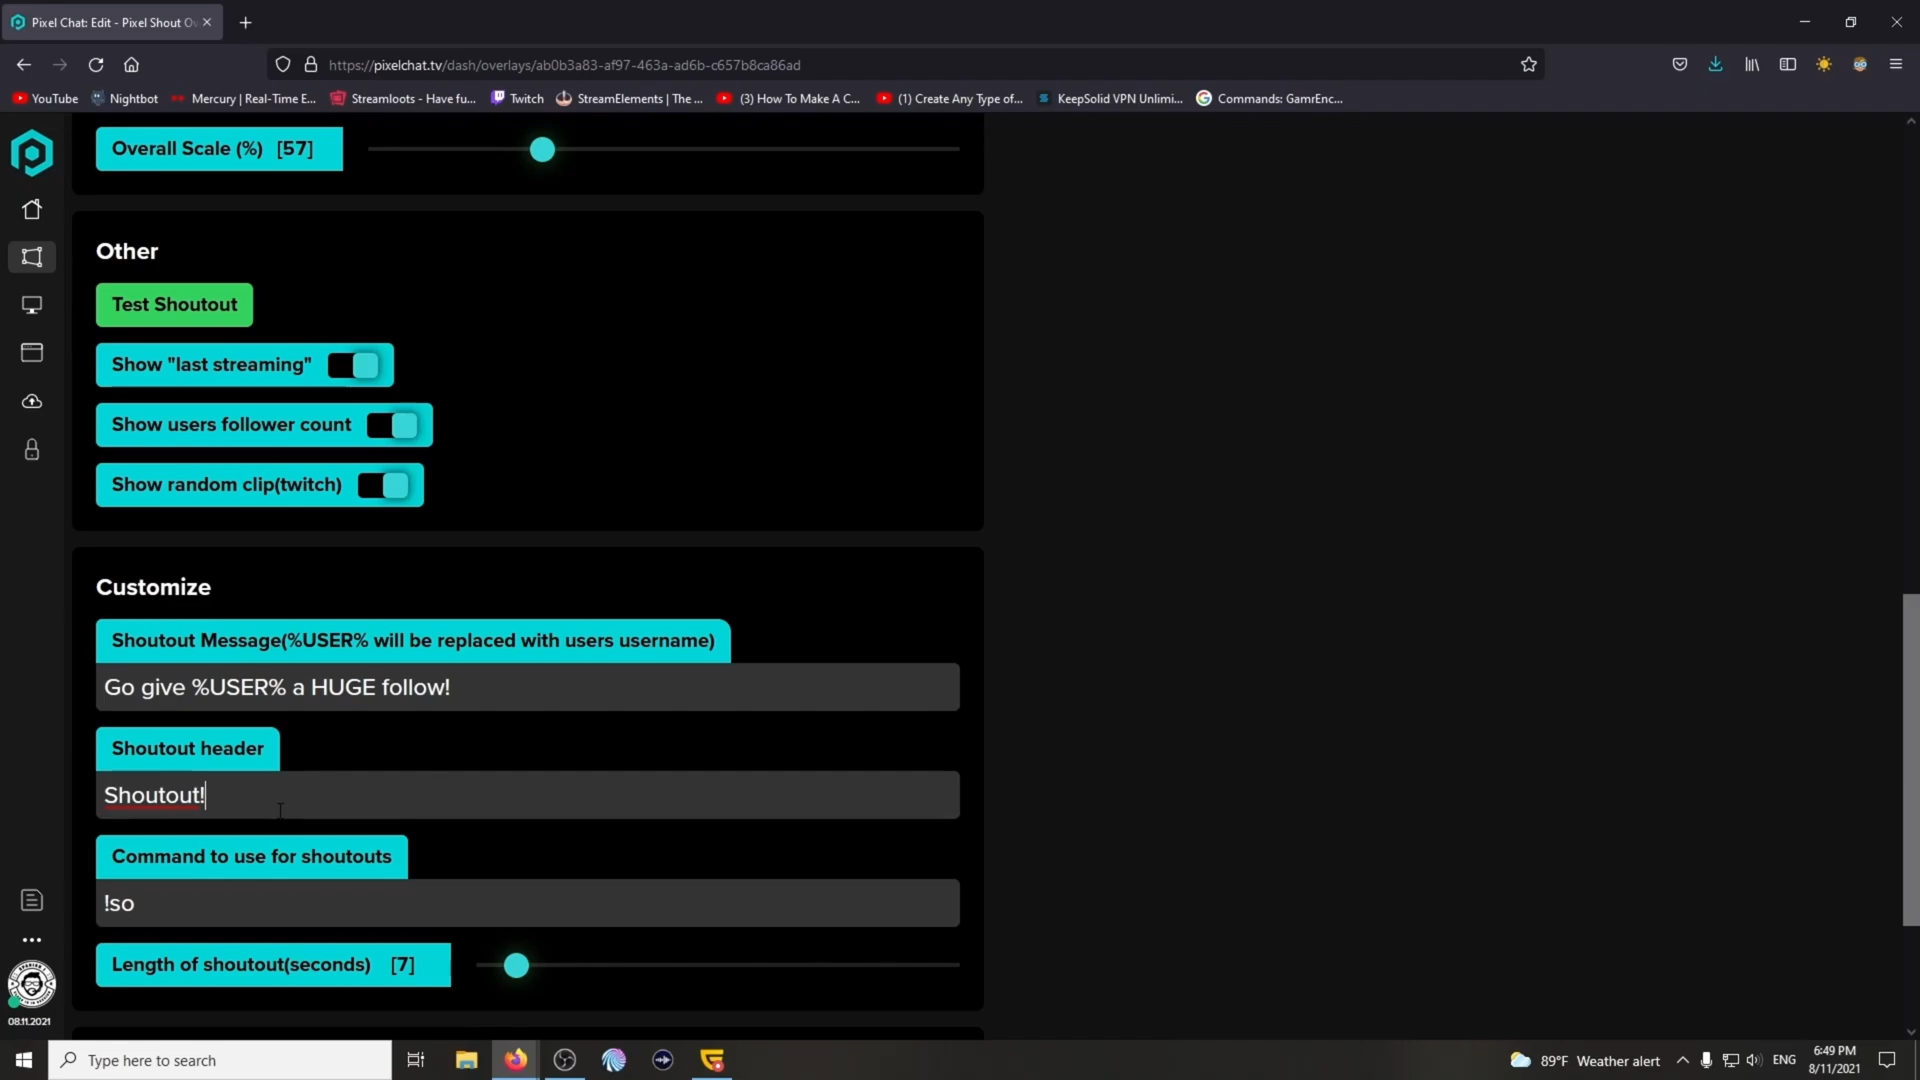 Pixel Chat: Edit - Pixel Shout O
https://pixelchat.tv/dash/overlays/ab0b3a83-af97-463a-ad6b-c657b8ca86ad
YouTube
Nightbot
Mercury | Real-Time E...
Streamloots - Have fu...
Twitch
StreamElements | The ...
(3) How To Make A C...
(1) Create Any Type of...
KeepSolid VPN Unlimi...
Commands: GamrEnc...
Overall Scale (%) [57]
Other
Test Shoutout
Show "last streaming"
Show users follower count
Show random clip(twitch)
Customize
Shoutout Message(%USER% will be replaced with users username)
Go give %USER% a HUGE follow!
Shoutout header
Shoutout!
Command to use for shoutouts
!so
Length of shoutout(seconds) [7]
08.11.2021
Type here to search
89°F Weather alert
ENG
6:49 PM
8/11/2021